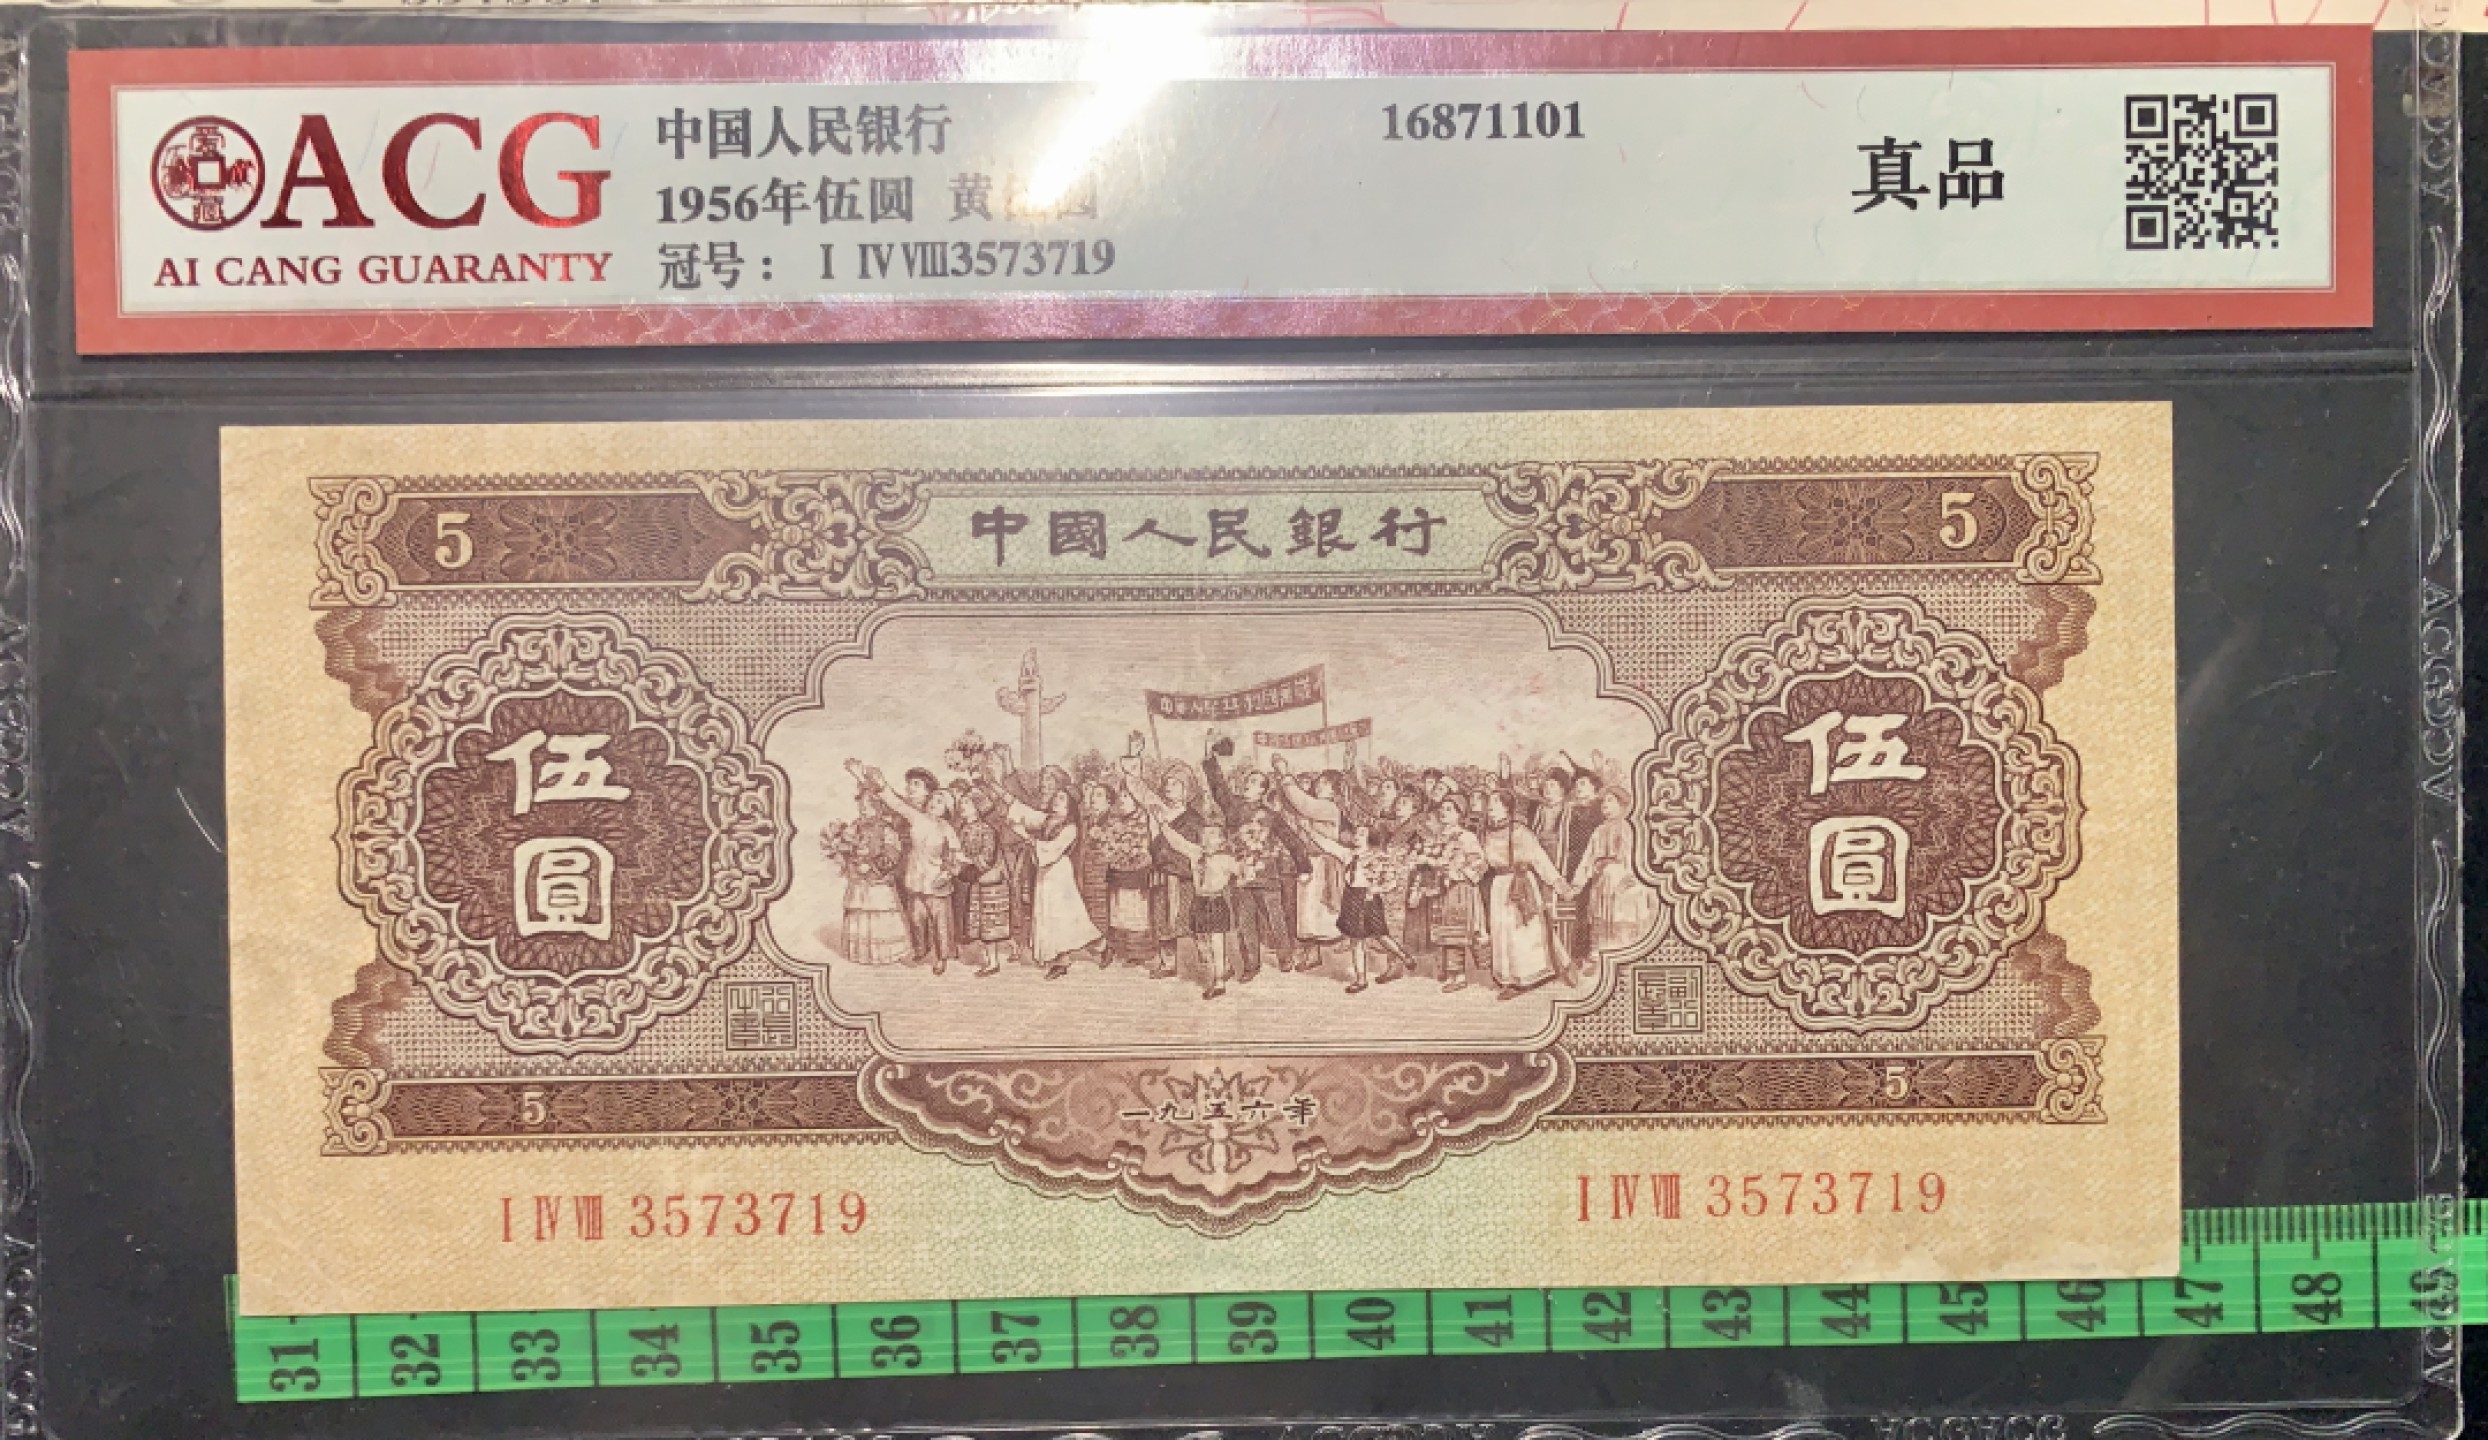 ACG
AI CANG GUARANTY
中国人民银行
1956年伍圆 黄
冠号： Ⅰ Ⅳ Ⅷ3573719
16871101
真品
5
中國人民銀行
5
伍圓
伍圓
5
一九五六年
5
Ⅰ Ⅳ Ⅷ 3573719
Ⅰ Ⅳ Ⅷ 3573719
31 32 33 34 35 36 37 38 39 40 41 42 43 44 45 46 47 48 49